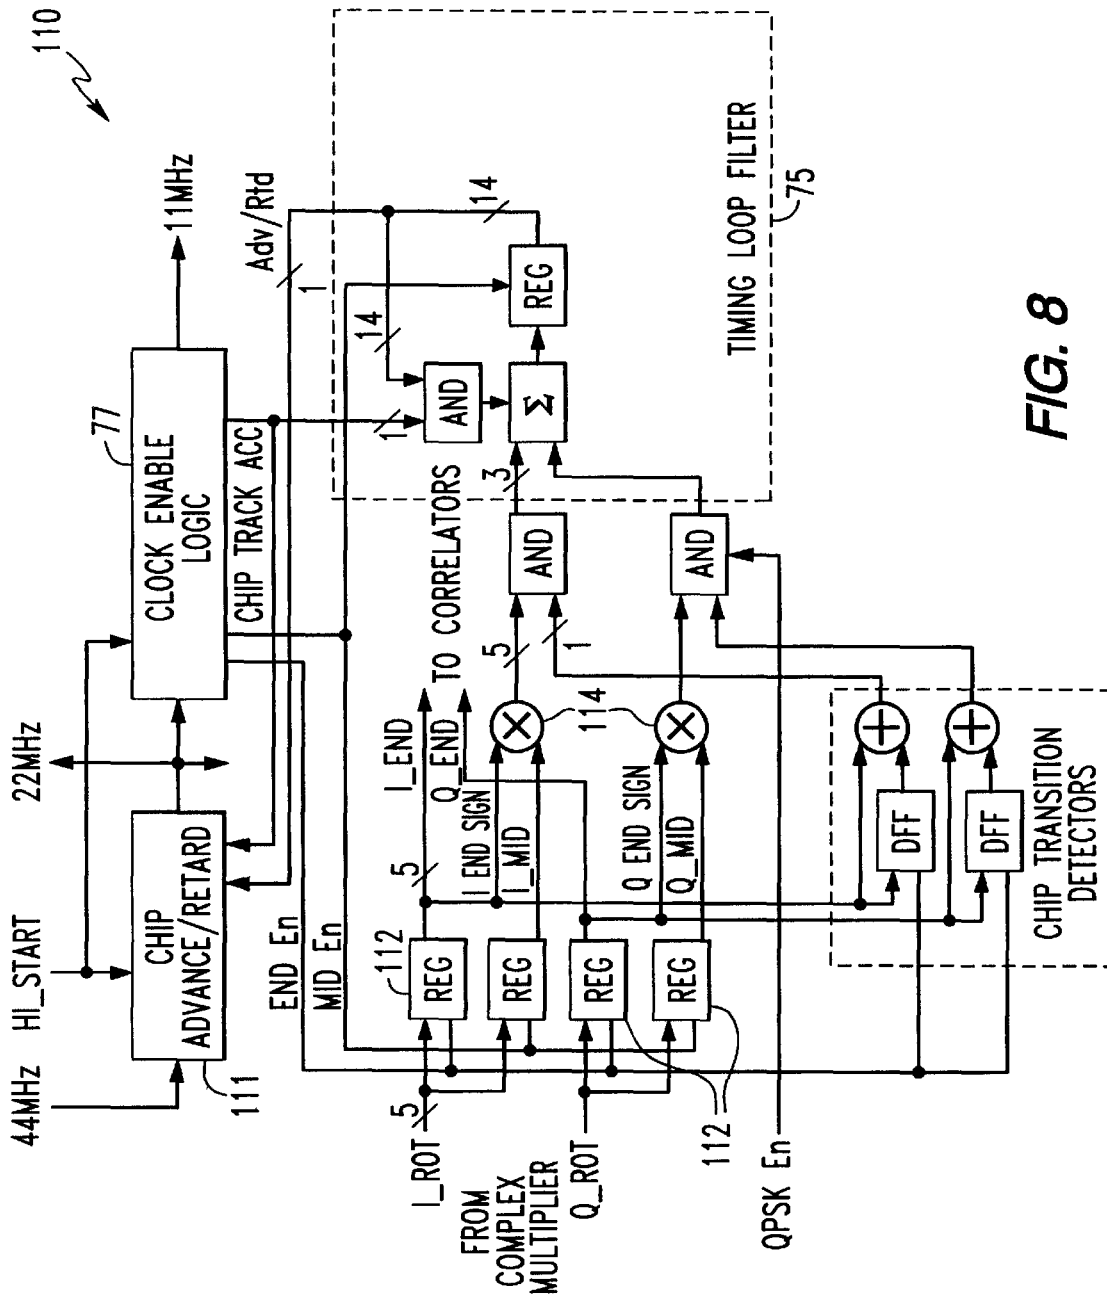 110
44MHz
HI_START
22MHz
11MHz
77
CHIP
ADVANCE/RETARD
CLOCK ENABLE
LOGIC
111
CHIP TRACK ACC
Adv/Rtd
1
END En
MID En
14
14
1
AND
REG
Σ
3
TIMING LOOP FILTER
75
TO CORRELATORS
I_END
Q_END
5
5
I_ROT
112
REG
REG
REG
REG
I END SIGN
I_MID
Q END SIGN
Q_MID
5
1
114
AND
AND
FROM
COMPLEX
MULTIPLIER
Q_ROT
112
QPSK En
DFF
DFF
CHIP TRANSITION
DETECTORS
FIG. 8